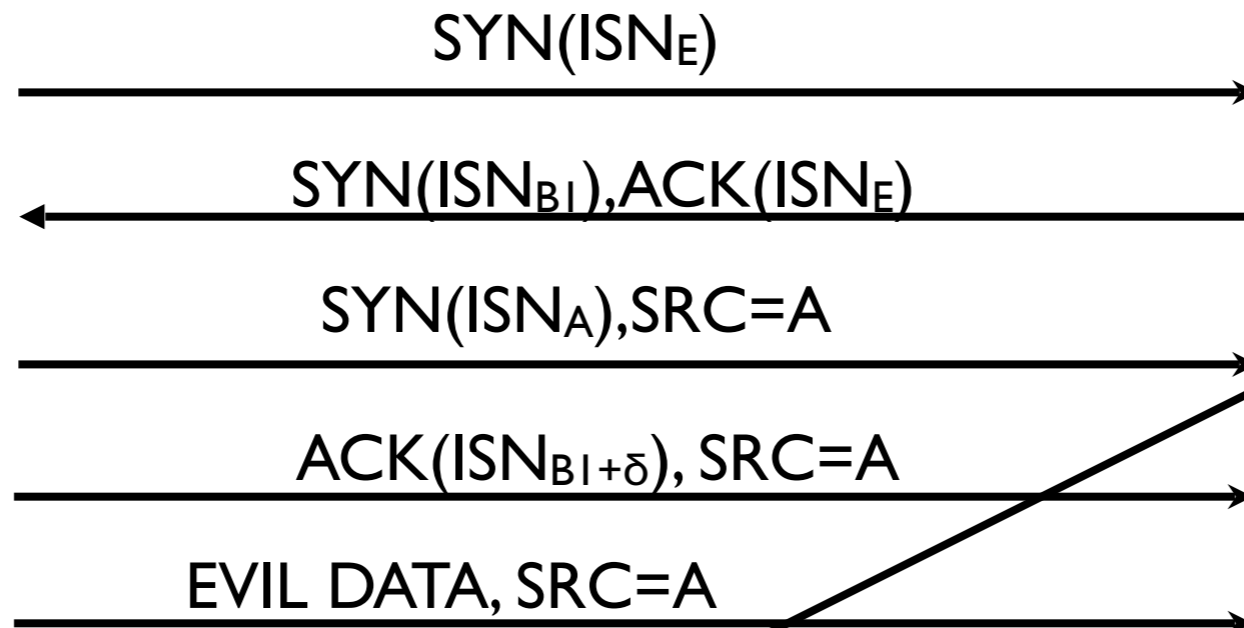 SYN(ISNE)
SYN(ISNB1),ACK(ISNE)
SYN(ISNA),SRC=A
ACK(ISNB1+δ), SRC=A
EVIL DATA, SRC=A